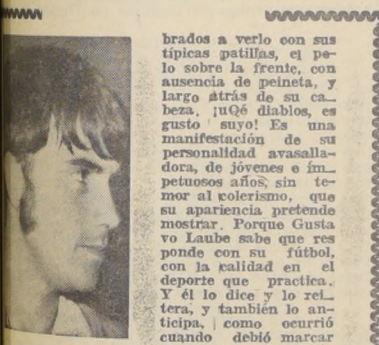 brados a verlo con sus
típicas patillas, el pe-
lo sobre la frente, con
ausencia de peineta, y
largo atrás de su ca_
beza. ¡uQé diablos, es
gusto suyo! Es una
manifestación de su
personalidad avasalla-
dora, de jóvenes e ím_
petuosos años, sin te-
mor al colerismo, que
su apariencia pretende
mostrar. Porque Gusta
vo Laube sabe que res
ponde con su fútbol,
con la calidad en el
deporte que practica.
Y él lo dice y lo rei_
tera, y también lo an-
ticipa, como ocurrió
cuando debió marcar